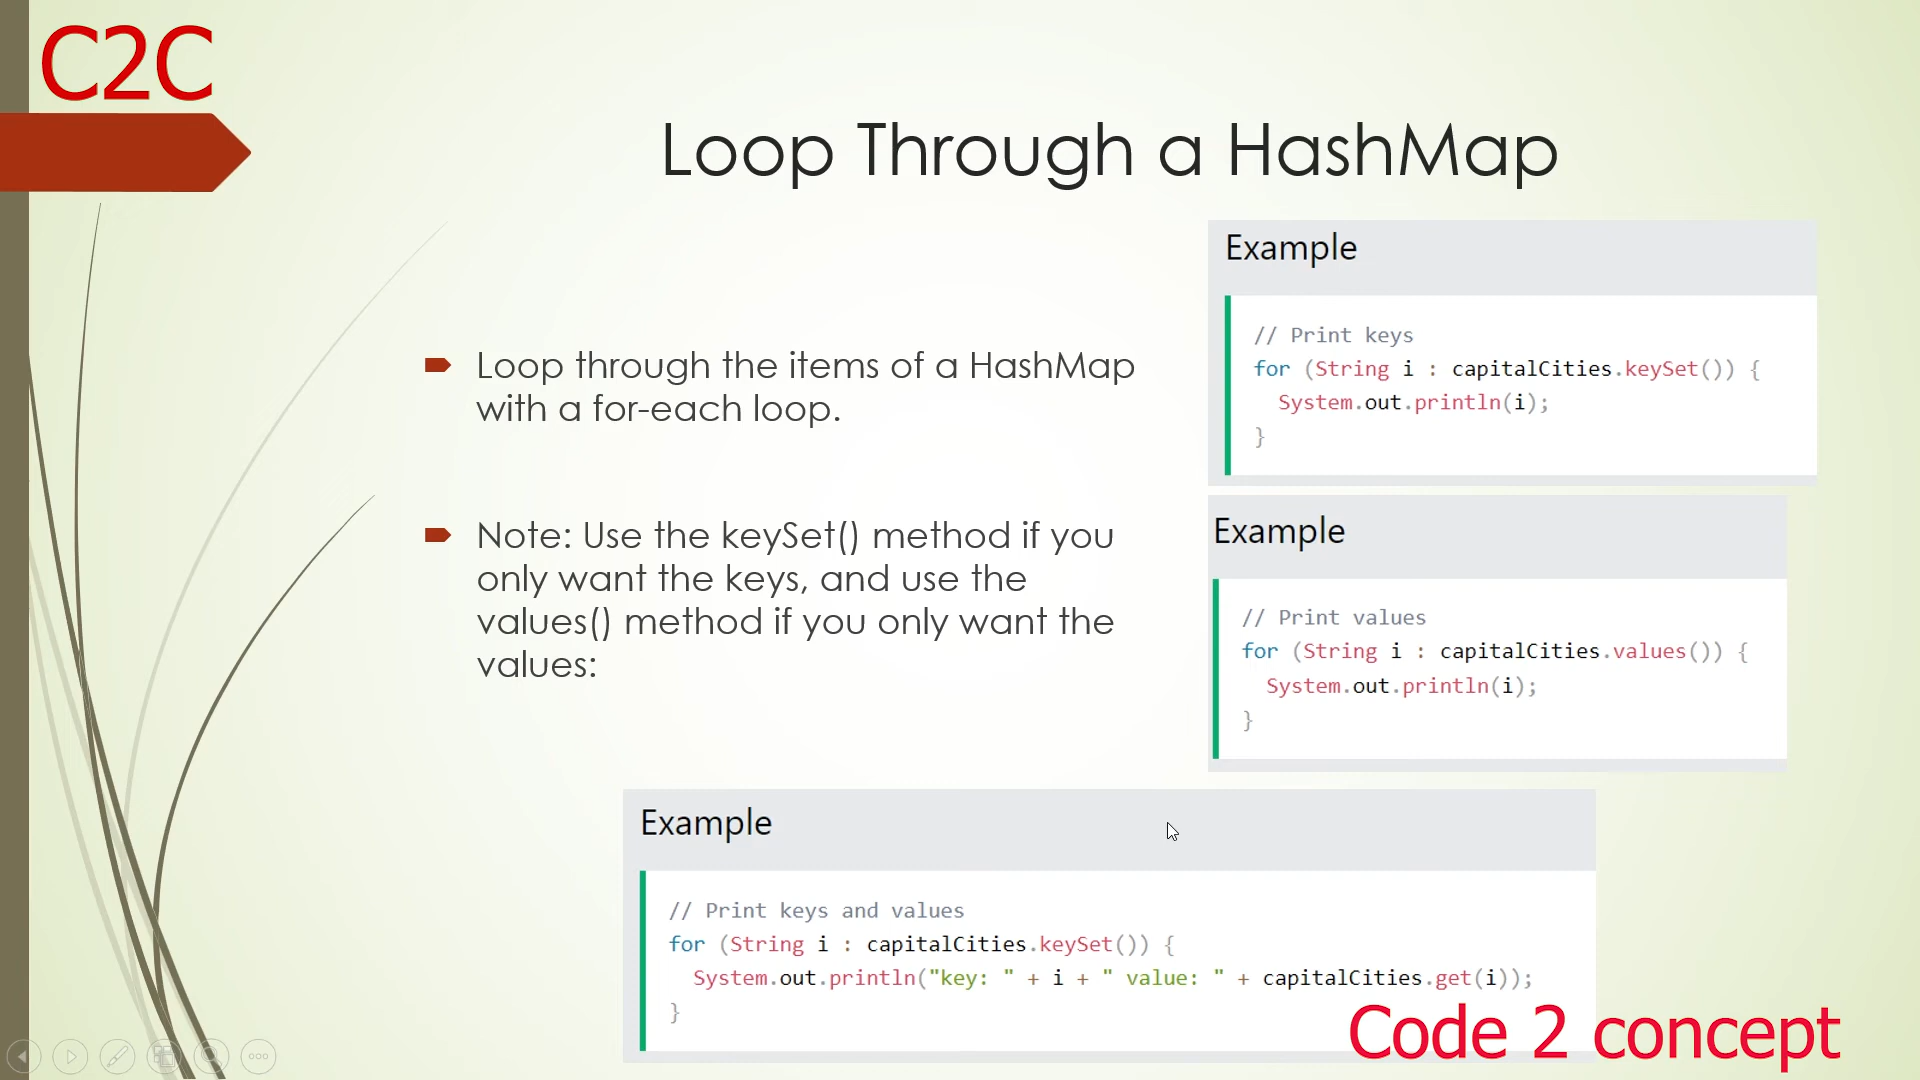 C2C
Loop Through a HashMap
Loop through the items of a HashMap
with a for-each loop.
Note: Use the keySet() method if you
only want the keys, and use the
values() method if you only want the
values:
Example
// Print keys
for (String i : capitalCities.keySet()) {
  System.out.println(i);
}
Example
// Print values
for (String i : capitalCities.values()) {
  System.out.println(i);
}
Example
// Print keys and values
for (String i : capitalCities.keySet()) {
  System.out.println("key: " + i + " value: " + capitalCities.get(i));
}
Code 2 concept